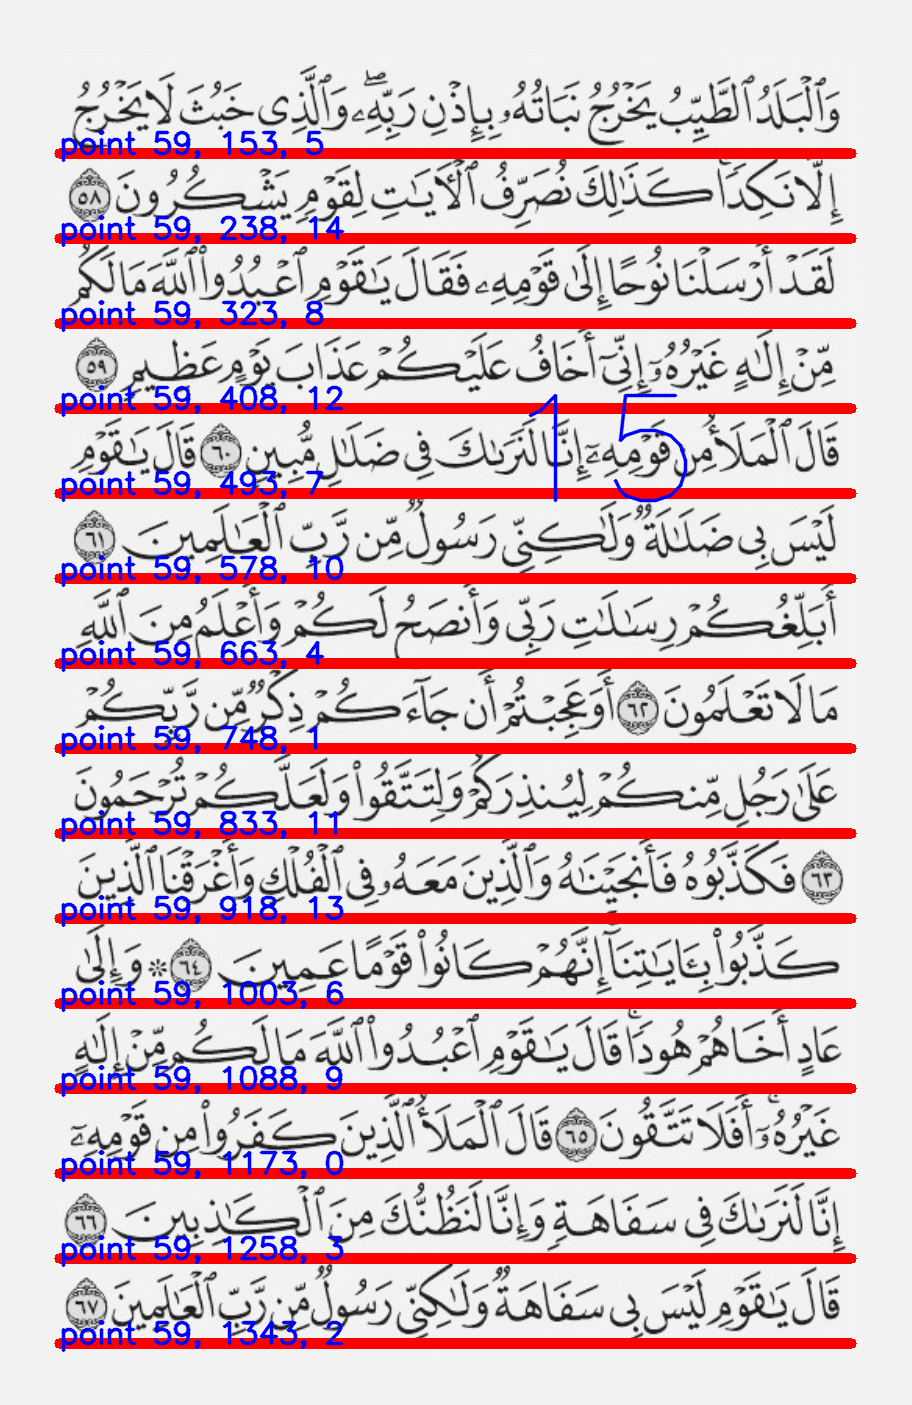 وَٱلْبَلَدُ ٱلطَّيِّبُ يَخْرُجُ نَبَاتُهُۥ بِإِذْنِ رَبِّهِۦۖ وَٱلَّذِى خَبُثَ لَا يَخْرُجُ
point 59, 153, 5
إِلَّا نَكِدًاۚ كَذَٰلِكَ نُصَرِّفُ ٱلْأَيَـٰتِ لِقَوْمٍ يَشْكُرُونَ ٥٨
point 59, 238, 14
لَقَدْ أَرْسَلْنَا نُوحًا إِلَىٰ قَوْمِهِۦ فَقَالَ يَـٰقَوْمِ ٱعْبُدُوا۟ ٱللَّهَ مَا لَكُم
point 59, 323, 8
مِّنْ إِلَـٰهٍ غَيْرُهُۥٓ إِنِّىٓ أَخَافُ عَلَيْكُمْ عَذَابَ يَوْمٍ عَظِيمٍ ٥٩
point 59, 408, 12
15
قَالَ ٱلْمَلَأُ مِن قَوْمِهِۦٓ إِنَّا لَنَرَىٰكَ فِى ضَلَـٰلٍ مُّبِينٍ ٦٠ قَالَ يَـٰقَوْمِ
point 59, 493, 7
لَيْسَ بِى ضَلَـٰلَةٌ وَلَـٰكِنِّى رَسُولٌ مِّن رَّبِّ ٱلْعَـٰلَمِينَ ٦١
point 59, 578, 10
أُبَلِّغُكُمْ رِسَـٰلَـٰتِ رَبِّى وَأَنصَحُ لَكُمْ وَأَعْلَمُ مِنَ ٱللَّهِ
point 59, 663, 4
مَا لَا تَعْلَمُونَ ٦٢ أَوَعَجِبْتُمْ أَن جَآءَكُمْ ذِكْرٌ مِّن رَّبِّكُمْ
point 59, 748, 1
عَلَىٰ رَجُلٍ مِّنكُمْ لِيُنذِرَكُمْ وَلِتَتَّقُوا۟ وَلَعَلَّكُمْ تُرْحَمُونَ
point 59, 833, 11
٦٣ فَكَذَّبُوهُ فَأَنجَيْنَـٰهُ وَٱلَّذِينَ مَعَهُۥ فِى ٱلْفُلْكِ وَأَغْرَقْنَا ٱلَّذِينَ
point 59, 918, 13
كَذَّبُوا۟ بِـَٔايَـٰتِنَآۚ إِنَّهُمْ كَانُوا۟ قَوْمًا عَمِينَ ٦٤ * وَإِلَىٰ
point 59, 1003, 6
عَادٍ أَخَاهُمْ هُودًاۚ قَالَ يَـٰقَوْمِ ٱعْبُدُوا۟ ٱللَّهَ مَا لَكُم مِّنْ إِلَـٰهٍ
point 59, 1088, 9
غَيْرُهُۥٓۚ أَفَلَا تَتَّقُونَ ٦٥ قَالَ ٱلْمَلَأُ ٱلَّذِينَ كَفَرُوا۟ مِن قَوْمِهِۦٓ
point 59, 1173, 0
إِنَّا لَنَرَىٰكَ فِى سَفَاهَةٍ وَإِنَّا لَنَظُنُّكَ مِنَ ٱلْكَـٰذِبِينَ ٦٦
point 59, 1258, 3
قَالَ يَـٰقَوْمِ لَيْسَ بِى سَفَاهَةٌ وَلَـٰكِنِّى رَسُولٌ مِّن رَّبِّ ٱلْعَـٰلَمِينَ ٦٧
point 59, 1343, 2